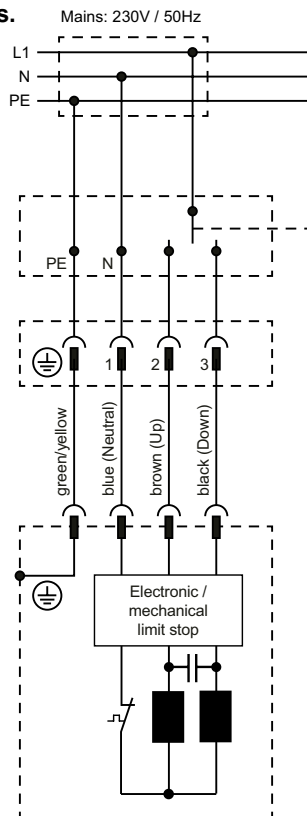 s.
Mains: 230V / 50Hz
L1
N
PE
PE
N
1
2
3
green/yellow
blue (Neutral)
brown (Up)
black (Down)
Electronic /
mechanical
limit stop